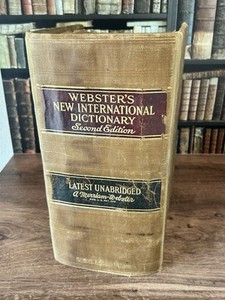 WEBSTER'S
NEW INTERNATIONAL
DICTIONARY
Second Edition
LATEST UNABRIDGED
A Merriam-Webster